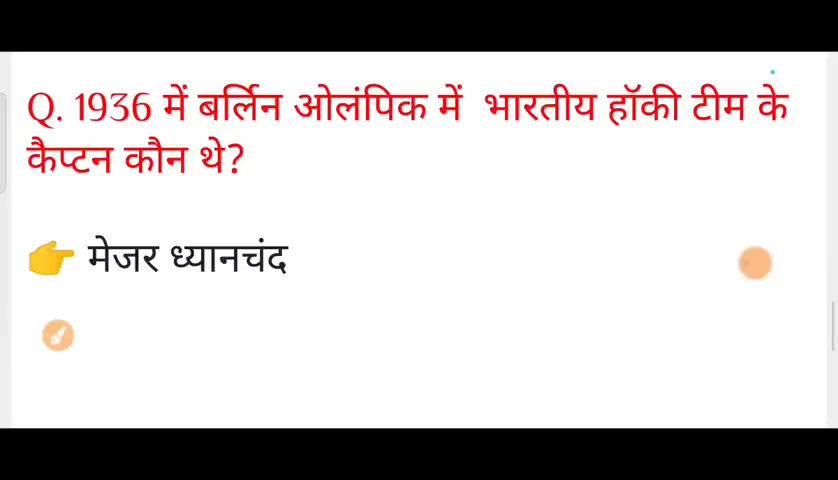 Q. 1936 में बर्लिन ओलंपिक में भारतीय हॉकी टीम के
कैप्टन कौन थे?
👉 मेजर ध्यानचंद